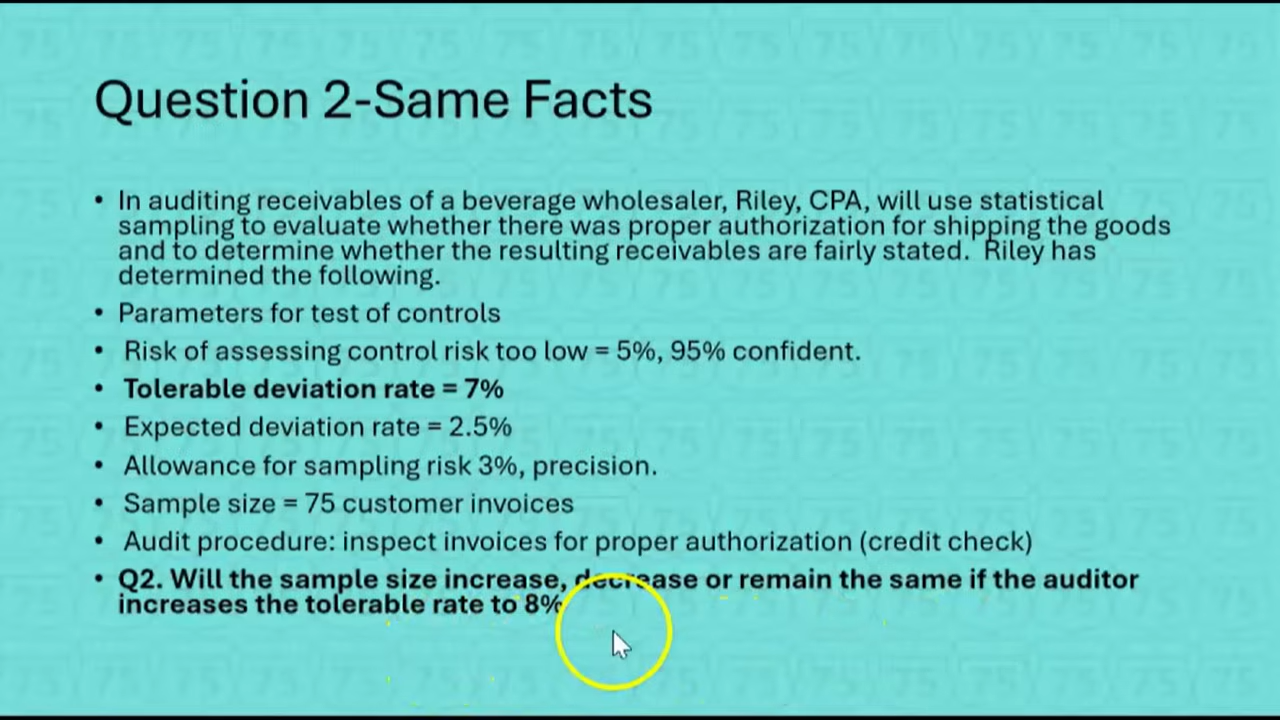 Question 2-Same Facts
• In auditing receivables of a beverage wholesaler, Riley, CPA, will use statistical
sampling to evaluate whether there was proper authorization for shipping the goods
and to determine whether the resulting receivables are fairly stated.  Riley has
determined the following.
• Parameters for test of controls
• Risk of assessing control risk too low = 5%, 95% confident.
• Tolerable deviation rate = 7%
• Expected deviation rate = 2.5%
• Allowance for sampling risk 3%, precision.
• Sample size = 75 customer invoices
• Audit procedure: inspect invoices for proper authorization (credit check)
• Q2. Will the sample size increase, decrease or remain the same if the auditor
increases the tolerable rate to 8%